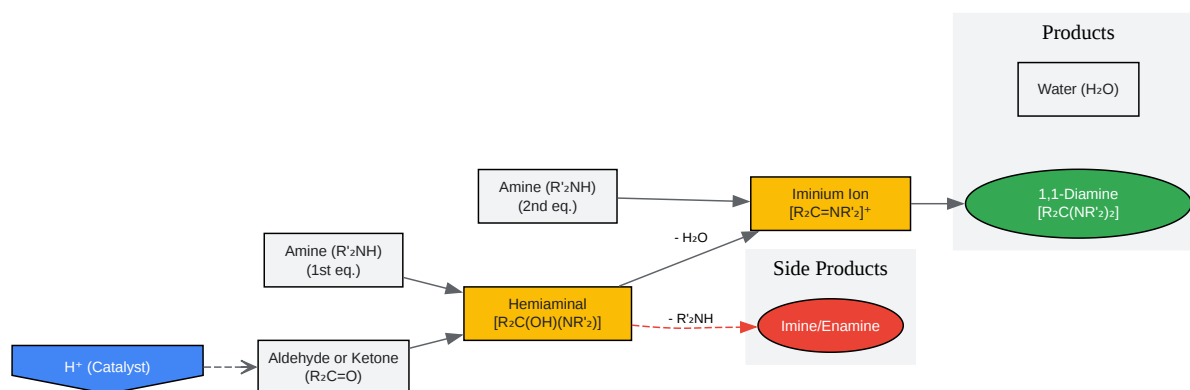 Products
Water (H₂O)
Amine (R'₂NH)
(2nd eq.)
Iminium Ion
[R₂C=NR'₂]⁺
1,1-Diamine
[R₂C(NR'₂)₂]
- H₂O
Amine (R'₂NH)
(1st eq.)
Side Products
Hemiaminal
[R₂C(OH)(NR'₂)]
- R'₂NH
Imine/Enamine
H⁺ (Catalyst)
Aldehyde or Ketone
(R₂C=O)